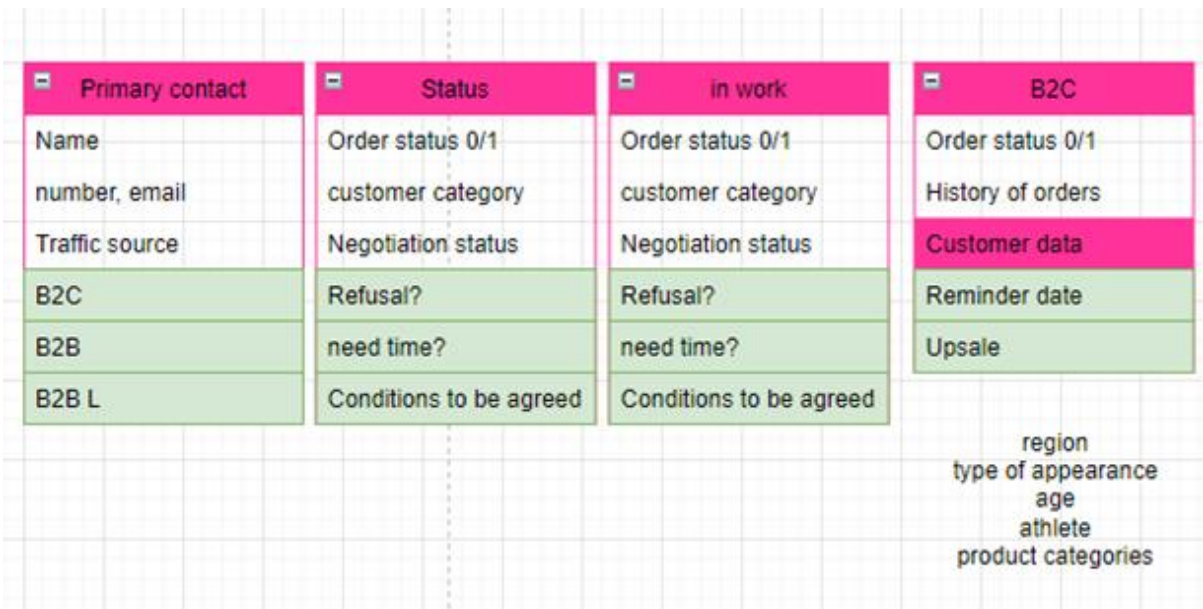 Primary contact
Name
number, email
Traffic source
B2C
B2B
B2B L
Status
Order status 0/1
customer category
Negotiation status
Refusal?
need time?
Conditions to be agreed
in work
Order status 0/1
customer category
Negotiation status
Refusal?
need time?
Conditions to be agreed
B2C
Order status 0/1
History of orders
Customer data
Reminder date
Upsale
region
type of appearance
age
athlete
product categories